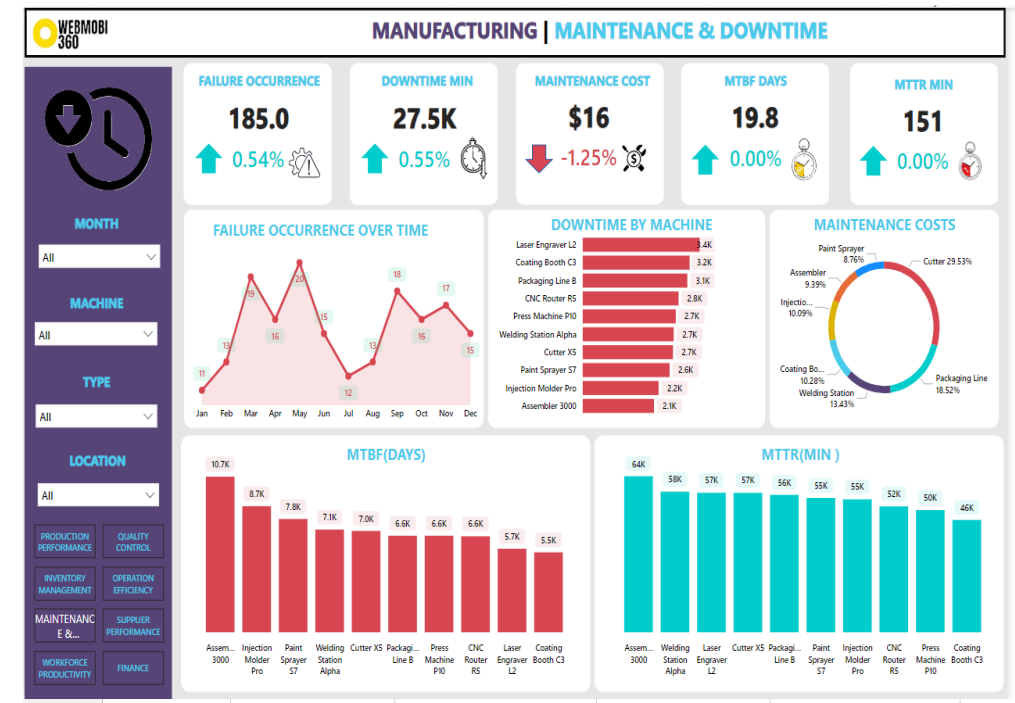 WEBMOBI
360
MANUFACTURING | MAINTENANCE & DOWNTIME
FAILURE OCCURRENCE
185.0
0.54%
DOWNTIME MIN
27.5K
0.55%
MAINTENANCE COST
$16
-1.25%
MTBF DAYS
19.8
0.00%
MTTR MIN
151
0.00%
MONTH
All
MACHINE
All
TYPE
All
LOCATION
All
PRODUCTION
PERFORMANCE
QUALITY
CONTROL
INVENTORY
MANAGEMENT
OPERATION
EFFICIENCY
MAINTENANC
E &...
SUPPLIER
PERFORMANCE
WORKFORCE
PRODUCTIVITY
FINANCE
FAILURE OCCURRENCE OVER TIME
11
13
19
16
20
15
12
13
18
16
17
15
Jan Feb Mar Apr May Jun Jul Aug Sep Oct Nov Dec
DOWNTIME BY MACHINE
Laser Engraver L2 3.4K
Coating Booth C3 3.2K
Packaging Line B 3.1K
CNC Router R5 2.8K
Press Machine P10 2.7K
Welding Station Alpha 2.7K
Cutter X5 2.7K
Paint Sprayer S7 2.6K
Injection Molder Pro 2.2K
Assembler 3000 2.1K
MAINTENANCE COSTS
Paint Sprayer
8.76%
Cutter 29.53%
Assembler
9.39%
Injectio...
10.09%
Coating Bo...
10.28%
Welding Station
13.43%
Packaging Line
18.52%
MTBF(DAYS)
10.7K
8.7K
7.8K
7.1K
7.0K
6.6K
6.6K
6.6K
5.7K
5.5K
Assem...
3000
Injection
Molder
Pro
Paint
Sprayer
S7
Welding
Station
Alpha
Cutter X5
Packagi...
Line B
Press
Machine
P10
CNC
Router
R5
Laser
Engraver
L2
Coating
Booth C3
MTTR(MIN )
64K
58K
57K
57K
56K
55K
55K
52K
50K
46K
Assem...
3000
Welding
Station
Alpha
Laser
Engraver
L2
Cutter X5
Packagi...
Line B
Paint
Sprayer
S7
Injection
Molder
Pro
CNC
Router
R5
Press
Machine
P10
Coating
Booth C3